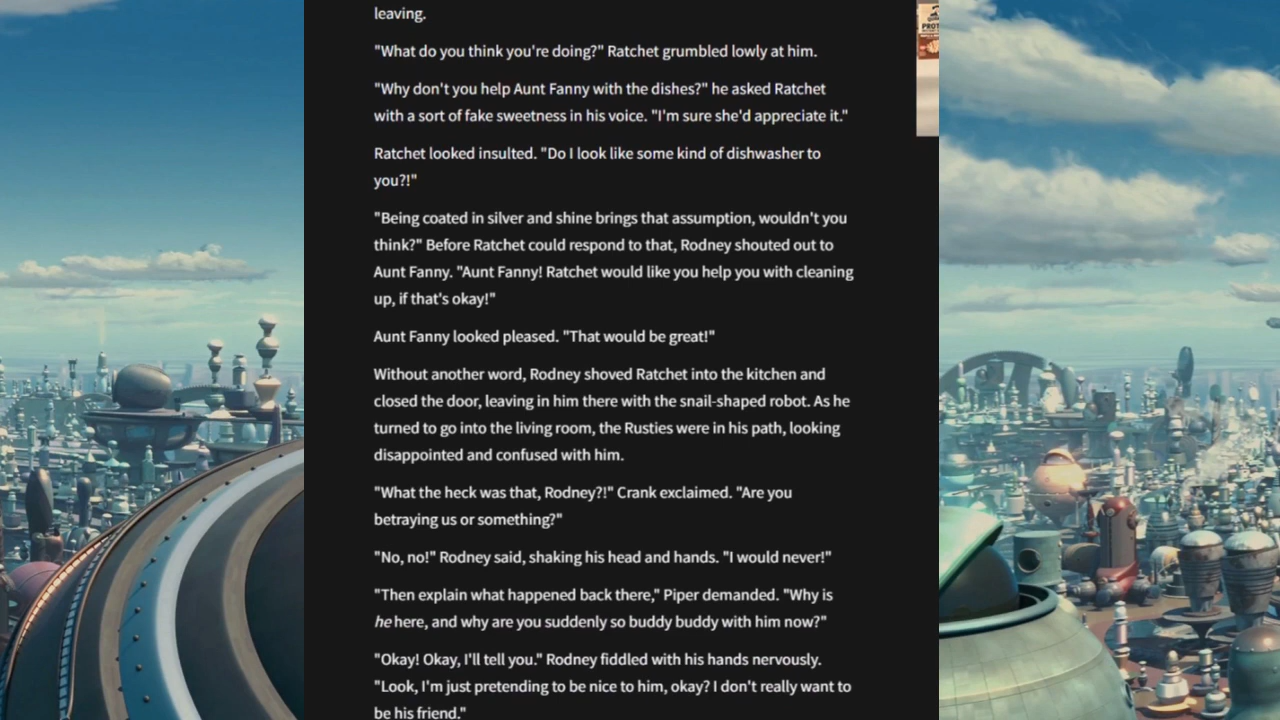 leaving.
"What do you think you're doing?" Ratchet grumbled lowly at him.
"Why don't you help Aunt Fanny with the dishes?" he asked Ratchet
with a sort of fake sweetness in his voice. "I'm sure she'd appreciate it."
Ratchet looked insulted. "Do I look like some kind of dishwasher to
you?!"
"Being coated in silver and shine brings that assumption, wouldn't you
think?" Before Ratchet could respond to that, Rodney shouted out to
Aunt Fanny. "Aunt Fanny! Ratchet would like you help you with cleaning
up, if that's okay!"
Aunt Fanny looked pleased. "That would be great!"
Without another word, Rodney shoved Ratchet into the kitchen and
closed the door, leaving in him there with the snail-shaped robot. As he
turned to go into the living room, the Rusties were in his path, looking
disappointed and confused with him.
"What the heck was that, Rodney?!" Crank exclaimed. "Are you
betraying us or something?"
"No, no!" Rodney said, shaking his head and hands. "I would never!"
"Then explain what happened back there," Piper demanded. "Why is
he here, and why are you suddenly so buddy buddy with him now?"
"Okay! Okay, I'll tell you." Rodney fiddled with his hands nervously.
"Look, I'm just pretending to be nice to him, okay? I don't really want to
be his friend."